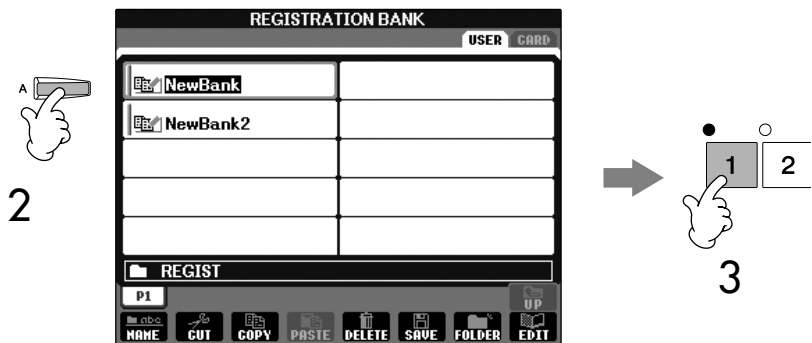 REGISTRATION BANK
USER CARD
A
NewBank
NewBank2
2
1 2
3
REGIST
P1
UP
abc
NAME CUT COPY PASTE DELETE SAVE FOLDER EDIT